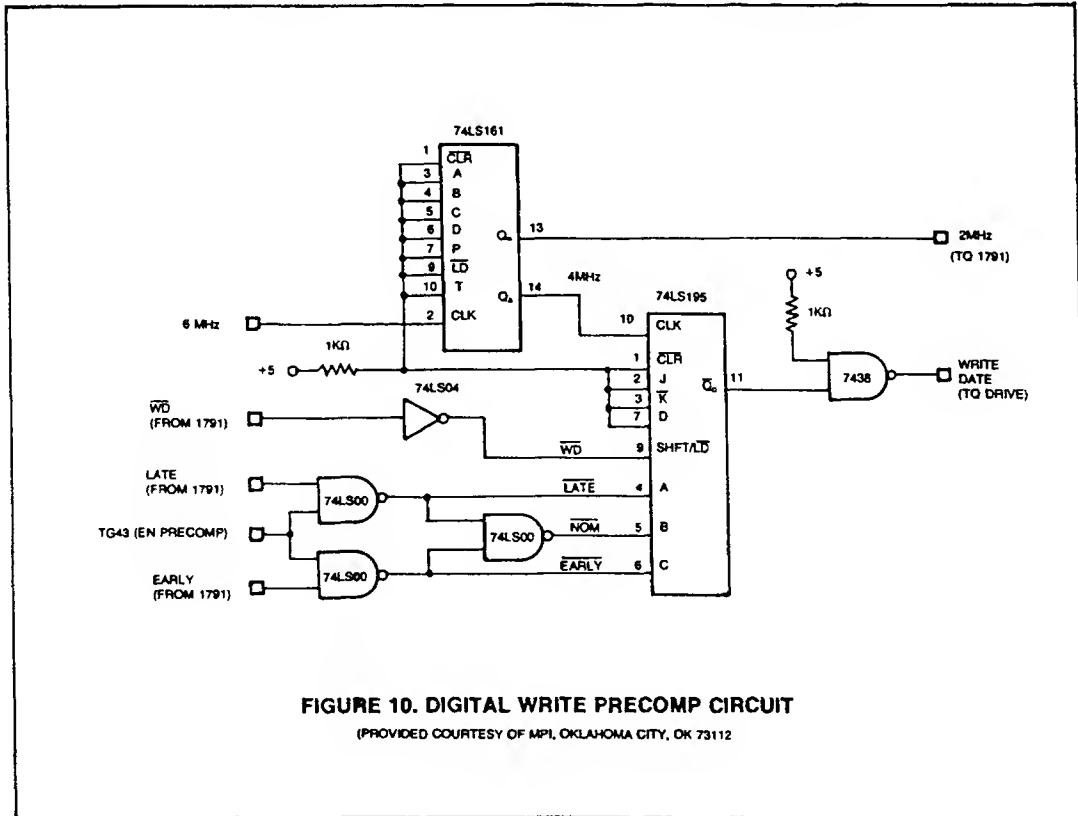 74LS161
1 CLR
3 A
4 B
5 C
6 D
7 P
9 LD
10 T
2 CLK
Q 13
Q 14
2MHz
(TQ 1791)
4MHz
6 MHz
1KΩ
+5
74LS195
10 CLK
1 CLR
2 J
3 K
7 D
9 SHFT/LD
4 A
5 B
6 C
11
+5
1KΩ
7438
WRITE
DATE
(TQ DRIVE)
74LS04
WD
(FROM 1791)
WD
LATE
(FROM 1791)
74LS00
LATE
TG43 (EN PRECOMP)
74LS00
NOM
74LS00
EARLY
EARLY
(FROM 1791)
FIGURE 10. DIGITAL WRITE PRECOMP CIRCUIT
(PROVIDED COURTESY OF MPI, OKLAHOMA CITY, OK 73112